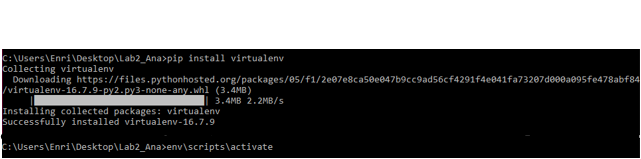 C:\Users\Enri\Desktop\Lab2_Ana>pip install virtualenv
Collecting virtualenv
Downloading https://files.pythonhosted.org/packages/05/f1/2e07e8ca50e047b9cc9ad56cf4291f4e041fa73207d000a095fe478abf84
/virtualenv-16.7.9-py2.py3-none-any.whl (3.4MB)
| | 3.4MB 2.2MB/s
Installing collected packages: virtualenv
Successfully installed virtualenv-16.7.9
C:\Users\Enri\Desktop\Lab2_Ana>env\scripts\activate